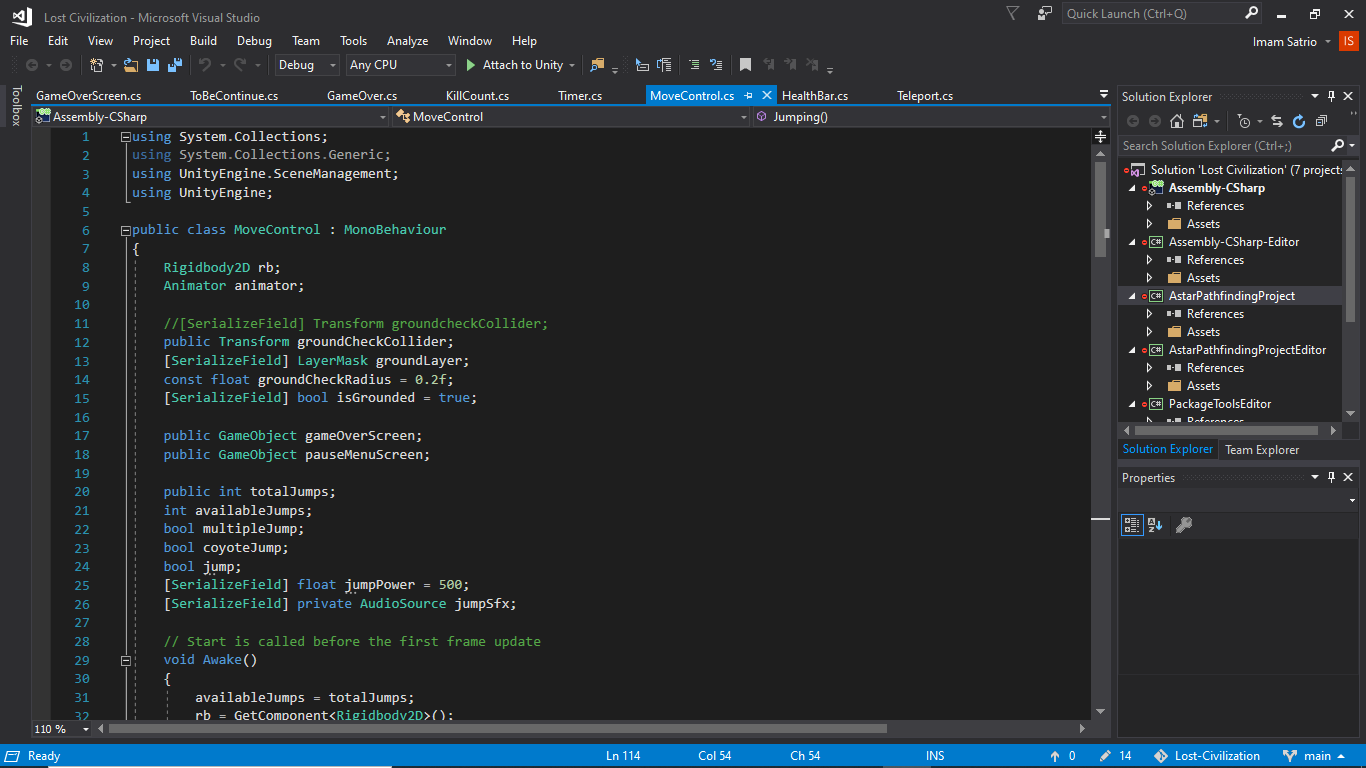 Lost Civilization - Microsoft Visual Studio
Quick Launch (Ctrl+Q)
File Edit View Project Build Debug Team Tools Analyze Window Help
Imam Satrio IS
Debug Any CPU Attach to Unity
Toolbox
GameOverScreen.cs ToBeContinue.cs GameOver.cs KillCount.cs Timer.cs MoveControl.cs HealthBar.cs Teleport.cs
Assembly-CSharp MoveControl Jumping()
1 using System.Collections;
2 using System.Collections.Generic;
3 using UnityEngine.SceneManagement;
4 using UnityEngine;
5
6 public class MoveControl : MonoBehaviour
7 {
8 Rigidbody2D rb;
9 Animator animator;
10
11 //[SerializeField] Transform groundcheckCollider;
12 public Transform groundCheckCollider;
13 [SerializeField] LayerMask groundLayer;
14 const float groundCheckRadius = 0.2f;
15 [SerializeField] bool isGrounded = true;
16
17 public GameObject gameOverScreen;
18 public GameObject pauseMenuScreen;
19
20 public int totalJumps;
21 int availableJumps;
22 bool multipleJump;
23 bool coyoteJump;
24 bool jump;
25 [SerializeField] float jumpPower = 500;
26 [SerializeField] private AudioSource jumpSfx;
27
28 // Start is called before the first frame update
29 void Awake()
30 {
31 availableJumps = totalJumps;
32 rb = GetComponent<Rigidbody2D>();
110 %
Solution Explorer
Search Solution Explorer (Ctrl+;)
Solution 'Lost Civilization' (7 projects
Assembly-CSharp
References
Assets
Assembly-CSharp-Editor
References
Assets
AstarPathfindingProject
References
Assets
AstarPathfindingProjectEditor
References
Assets
PackageToolsEditor
References
Solution Explorer Team Explorer
Properties
Ready Ln 114 Col 54 Ch 54 INS 0 14 Lost-Civilization main